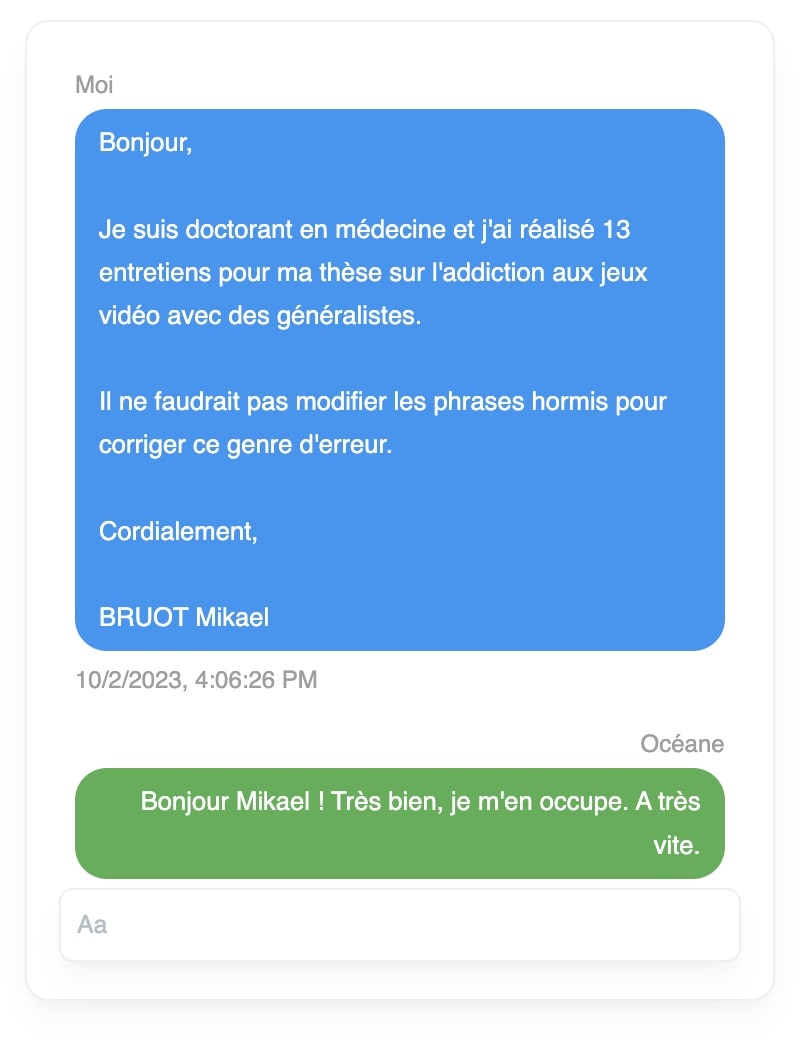 Moi
Bonjour,
Je suis doctorant en médecine et j'ai réalisé 13
entretiens pour ma thèse sur l'addiction aux jeux
vidéo avec des généralistes.
Il ne faudrait pas modifier les phrases hormis pour
corriger ce genre d'erreur.
Cordialement,
BRUOT Mikael
10/2/2023, 4:06:26 PM
Océane
Bonjour Mikael ! Très bien, je m'en occupe. A très
vite.
Aa